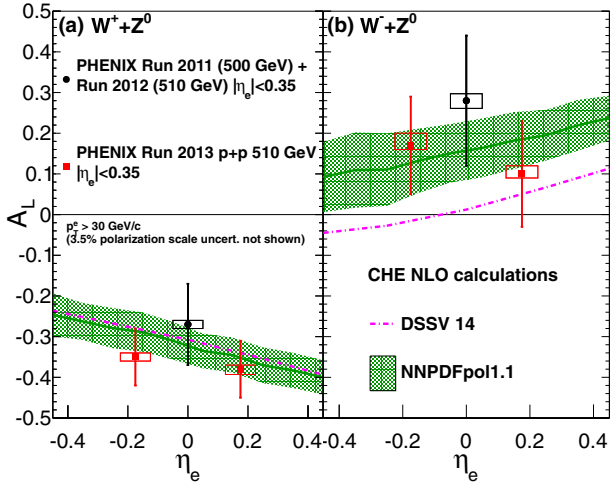 (a) W⁺+Z⁰
(b) W⁻+Z⁰
PHENIX Run 2011 (500 GeV) +
Run 2012 (510 GeV) |ηₑ|<0.35
PHENIX Run 2013 p+p 510 GeV
|ηₑ|<0.35
p_T^e > 30 GeV/c
(3.5% polarization scale uncert. not shown)
CHE NLO calculations
DSSV 14
NNPDFpol1.1
A_L
0.5
0.4
0.3
0.2
0.1
0
-0.1
-0.2
-0.3
-0.4
-0.5
-0.4 -0.2 0 0.2 0.4
-0.4 -0.2 0 0.2 0.4
ηₑ
ηₑ